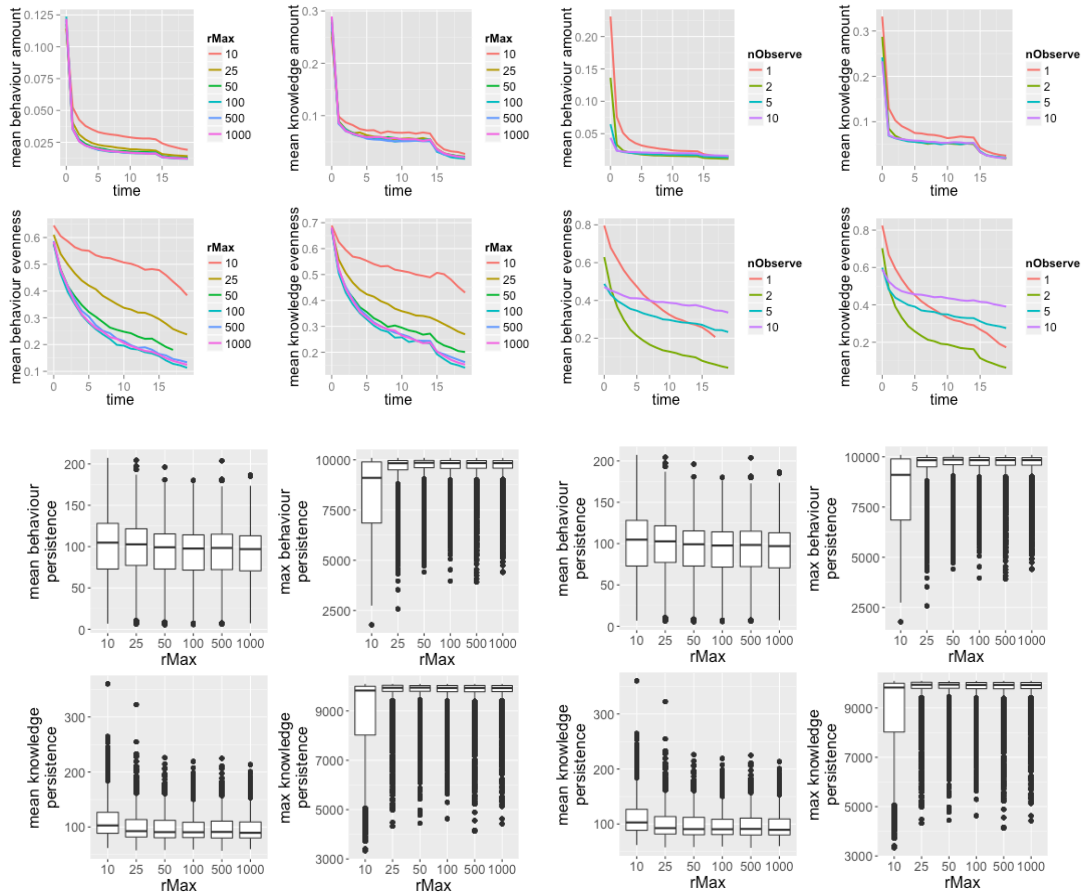 mean behaviour amount
0.125
0.100
0.075
0.050
0.025
0 5 10 15
time
rMax
10
25
50
100
500
1000
mean knowledge amount
0.3
0.2
0.1
0 5 10 15
time
rMax
10
25
50
100
500
1000
mean behaviour amount
0.20
0.15
0.10
0.05
0 5 10 15
time
nObserve
1
2
5
10
mean knowledge amount
0.3
0.2
0.1
0 5 10 15
time
nObserve
1
2
5
10
mean behaviour evenness
0.6
0.5
0.4
0.3
0.2
0.1
0 5 10 15
time
rMax
10
25
50
100
500
1000
mean knowledge evenness
0.7
0.6
0.5
0.4
0.3
0.2
0 5 10 15
time
rMax
10
25
50
100
500
1000
mean behaviour evenness
0.8
0.6
0.4
0.2
0 5 10 15
time
nObserve
1
2
5
10
mean knowledge evenness
0.8
0.6
0.4
0.2
0 5 10 15
time
nObserve
1
2
5
10
mean behaviour
persistence
200
150
100
50
0
10 25 50 100 500 1000
rMax
max behaviour
persistence
10000
7500
5000
2500
10 25 50 100 500 1000
rMax
mean behaviour
persistence
200
150
100
50
0
10 25 50 100 500 1000
rMax
max behaviour
persistence
10000
7500
5000
2500
10 25 50 100 500 1000
rMax
mean knowledge
persistence
300
200
100
10 25 50 100 500 1000
rMax
max knowledge
persistence
9000
7000
5000
3000
10 25 50 100 500 1000
rMax
mean knowledge
persistence
300
200
100
10 25 50 100 500 1000
rMax
max knowledge
persistence
9000
7000
5000
3000
10 25 50 100 500 1000
rMax